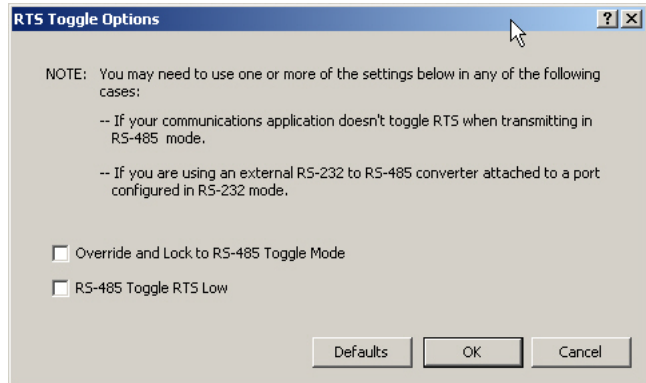 RTS Toggle Options
NOTE: You may need to use one or more of the settings below in any of the following
cases:
-- If your communications application doesn't toggle RTS when transmitting in
RS-485 mode.
-- If you are using an external RS-232 to RS-485 converter attached to a port
configured in RS-232 mode.
Override and Lock to RS-485 Toggle Mode
RS-485 Toggle RTS Low
Defaults OK Cancel